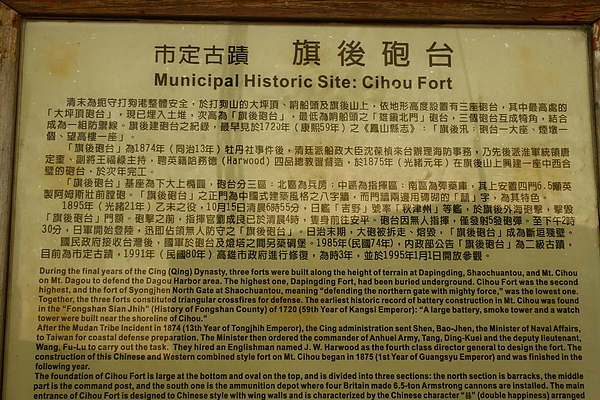 市定古蹟 旗後砲台
Municipal Historic Site: Cihou Fort
清末為扼守打狗港整體安全，於打狗山的大坪頂、哨船頭及旗後山上，依地形高度設置有三座砲台，其中最高處的
「大坪頂砲台」，現已埋入土堆，次高為「旗後砲台」，最低為哨船頭之「雄鎮北門」砲台，三個砲台互成犄角，結合
成為一組防禦線。旗後建砲台之紀錄，最早見於1720年（康熙59年）之《鳳山縣志》：「旗後汛：砲台一大座、煙墩一
個、望高樓一座」。
「旗後砲台」為1874年（同治13年）牡丹社事件後，清廷派船政大臣沈葆楨來台辦理海防事務，乃先後派淮軍統領唐
定奎、副將王福祿主持，聘英籍哈務德（Harwood）四品總教習督造，於1875年（光緒元年）在旗後山上興建一座中西合
璧的砲台，於次年完工。
「旗後砲台」基座為下大上橢圓，砲台分三區：北區為兵房；中區為指揮區；南區為彈藥庫，其上安置四門6.5噸英
製阿姆斯壯前膛砲。「旗後砲台」之正門為中國式建築風格之八字牆，而門牆兩邊用磚砌的「囍」字，為其特色。
1895年（光緒21年）乙未之役，10月15日清晨6時55分，日艦「吉野」號率「秋津州」等艦，於旗後外海砲擊，擊毀
「旗後砲台」門額。砲擊之前，指揮官劉成良已於清晨4時，隻身前往安平。砲台因無人指揮，僅發射5發礮彈。至下午2時
30分，日軍開始登陸，迅即佔領無人防守之「旗後砲台」。日治末期，大砲被拆走、熔毀，「旗後砲台」成為斷垣殘壁。
國民政府接收台灣後，國軍於砲台及燈塔之間另築碉堡。1985年(民國74年），內政部公告「旗後砲台」為二級古蹟，
目前為市定古蹟，1991年（民國80年）高雄市政府進行修復，為時3年，並於1995年1月1日開放參觀。
During the final years of the Cing (Qing) Dynasty, three forts were built along the height of terrain at Dapingding, Shaochuantou, and Mt. Cihou
on Mt. Dagou to defend the Dagou Harbor area. The highest one, Dapingding Fort, had been buried underground. Cihou Fort was the second
highest, and the fort of Syonjhen North Gate at Shaochuantou, meaning "defending the northern gate with mighty force," was the lowest one.
Together, the three forts constituted triangular crossfires for defense. The earliest historic record of battery construction in Mt. Cihou was found
in the "Fongshan Sian Jhih" (History of Fongshan County) of 1720 (59th Year of Kangsi Emperor): "A large battery, smoke tower and a watch
tower were built near the shoreline of Cihou."
After the Mudan Tribe Incident in 1874 (13th Year of Tongjhih Emperor), the Cing administration sent Shen, Bao-Jhen, the Minister of Naval Affairs,
to Taiwan for coastal defense preparation. The Minister then ordered the commander of Anhuei Army, Tang, Ding-Kuei and the deputy lieutenant,
Wang, Fu-Lu to carry out the task. They hired an Englishman named J. W. Harwood as the forth class director general to design the fort. The
construction of this Chinese and Western combined style fort on Mt. Cihou began in 1875 (1st Year of Guangsyu Emperor) and was finished in the
following year.
The foundation of Cihou Fort is large at the bottom and oval on the top, and is divided into three sections: the north section is barracks, the middle
part is the command post, and the south one is the ammunition depot where four Britain made 6.5-ton Armstrong cannons are installed. The main
entrance of Cihou Fort is designed to Chinese style with wing walls and is characterized by the Chinese character "囍" (double happiness) arranged